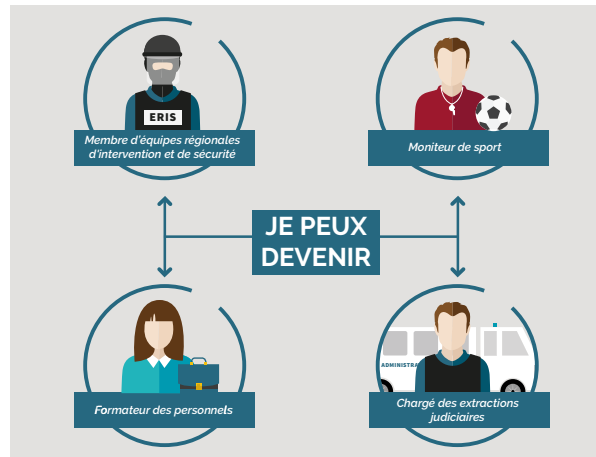 ERIS
Membre d'équipes régionales
d'intervention et de sécurité
Moniteur de sport
JE PEUX
DEVENIR
Formateur des personnels
ADMINISTRA
Chargé des extractions
judiciaires